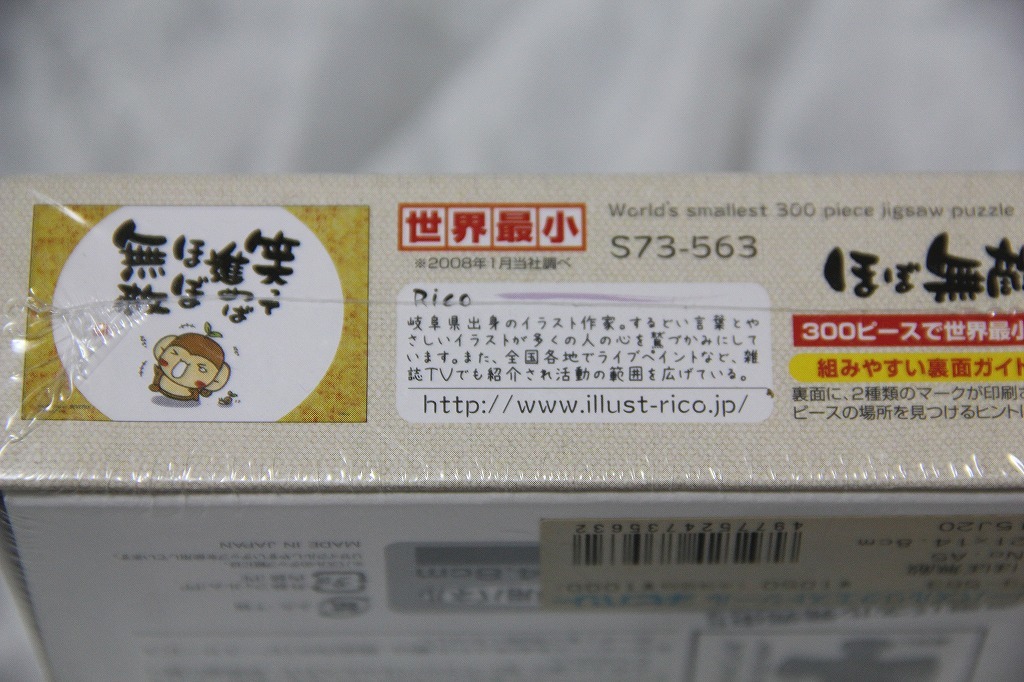 笑って
進めば
ほぼ
無敵
世界最小
※2008年1月当社調べ
World's smallest 300 piece jigsaw puzzle
S73-563
Rico
岐阜県出身のイラスト作家。するどい言葉とや
さしいイラストが多くの人の心を鷲づかみにして
います。また、全国各地でライブペイントなど、雑
誌TVでも紹介され活動の範囲を広げている。
http://www.illust-rico.jp/
無
ほぼ
300ピースで世界最小
組みやすい裏面ガイド
裏面に、2種類のマークが印刷さ
ピースの場所を見つけるヒントに
4977524735632
MADE IN JAPAN
21×14.8cm